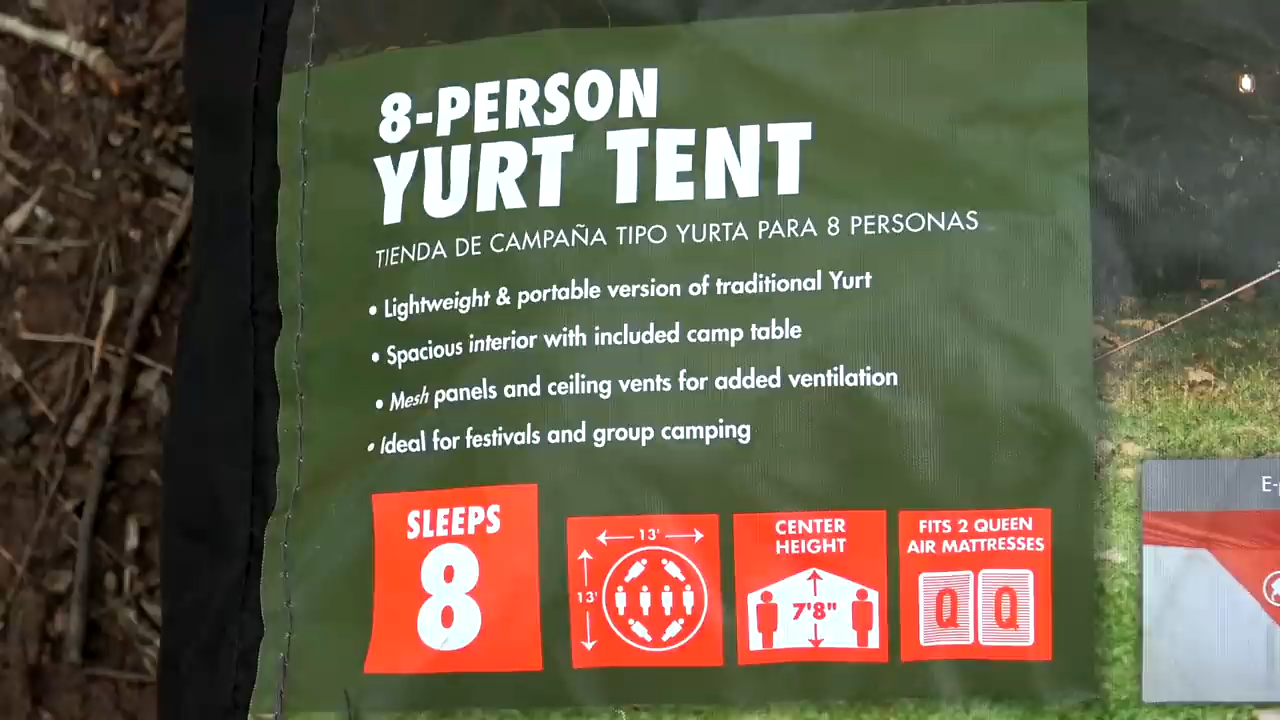 8-PERSON
YURT TENT
TIENDA DE CAMPAÑA TIPO YURTA PARA 8 PERSONAS
• Lightweight & portable version of traditional Yurt
• Spacious interior with included camp table
• Mesh panels and ceiling vents for added ventilation
• Ideal for festivals and group camping
SLEEPS
8
13'
13'
CENTER
HEIGHT
7'8"
FITS 2 QUEEN
AIR MATTRESSES
Q Q
E-